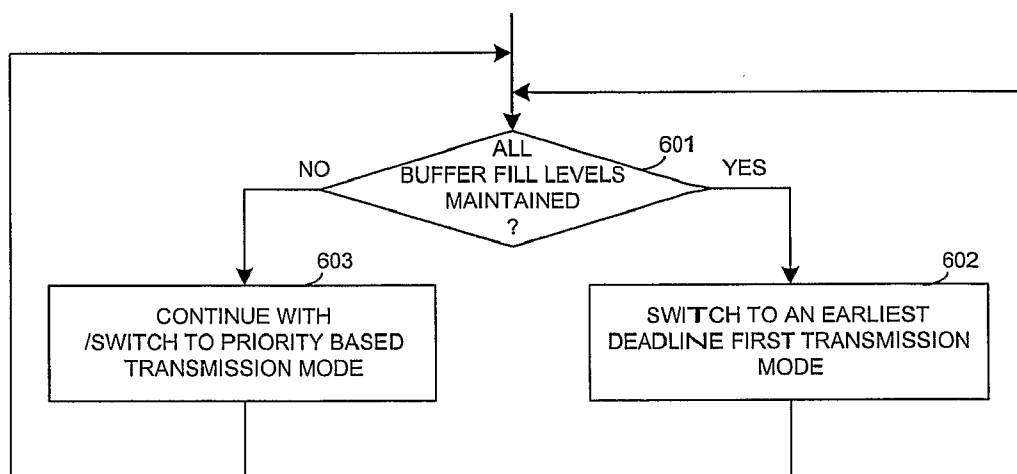 ALL
BUFFER FILL LEVELS
MAINTAINED
?
601
NO
YES
603
CONTINUE WITH
/SWITCH TO PRIORITY BASED
TRANSMISSION MODE
602
SWITCH TO AN EARLIEST
DEADLINE FIRST TRANSMISSION
MODE